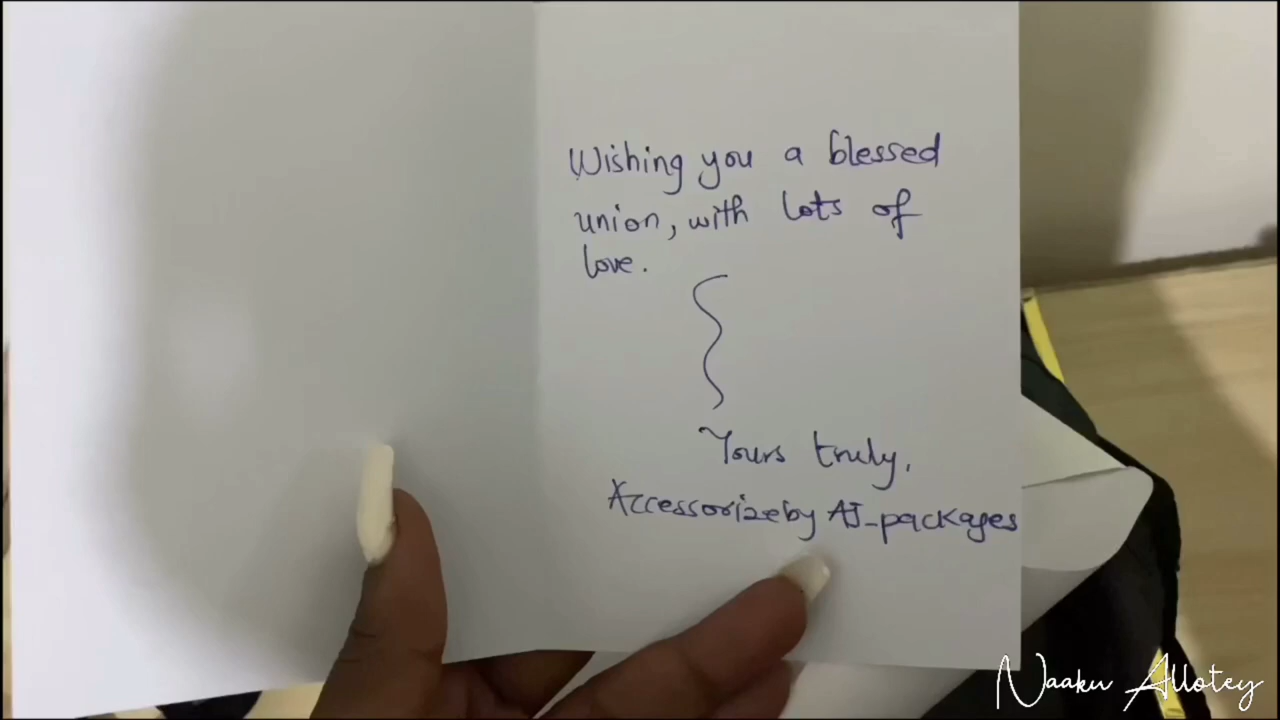 Wishing you a blessed
union, with lots of
love.
Yours truly,
Accessorizeby AJ_packages
Naaku Allotey